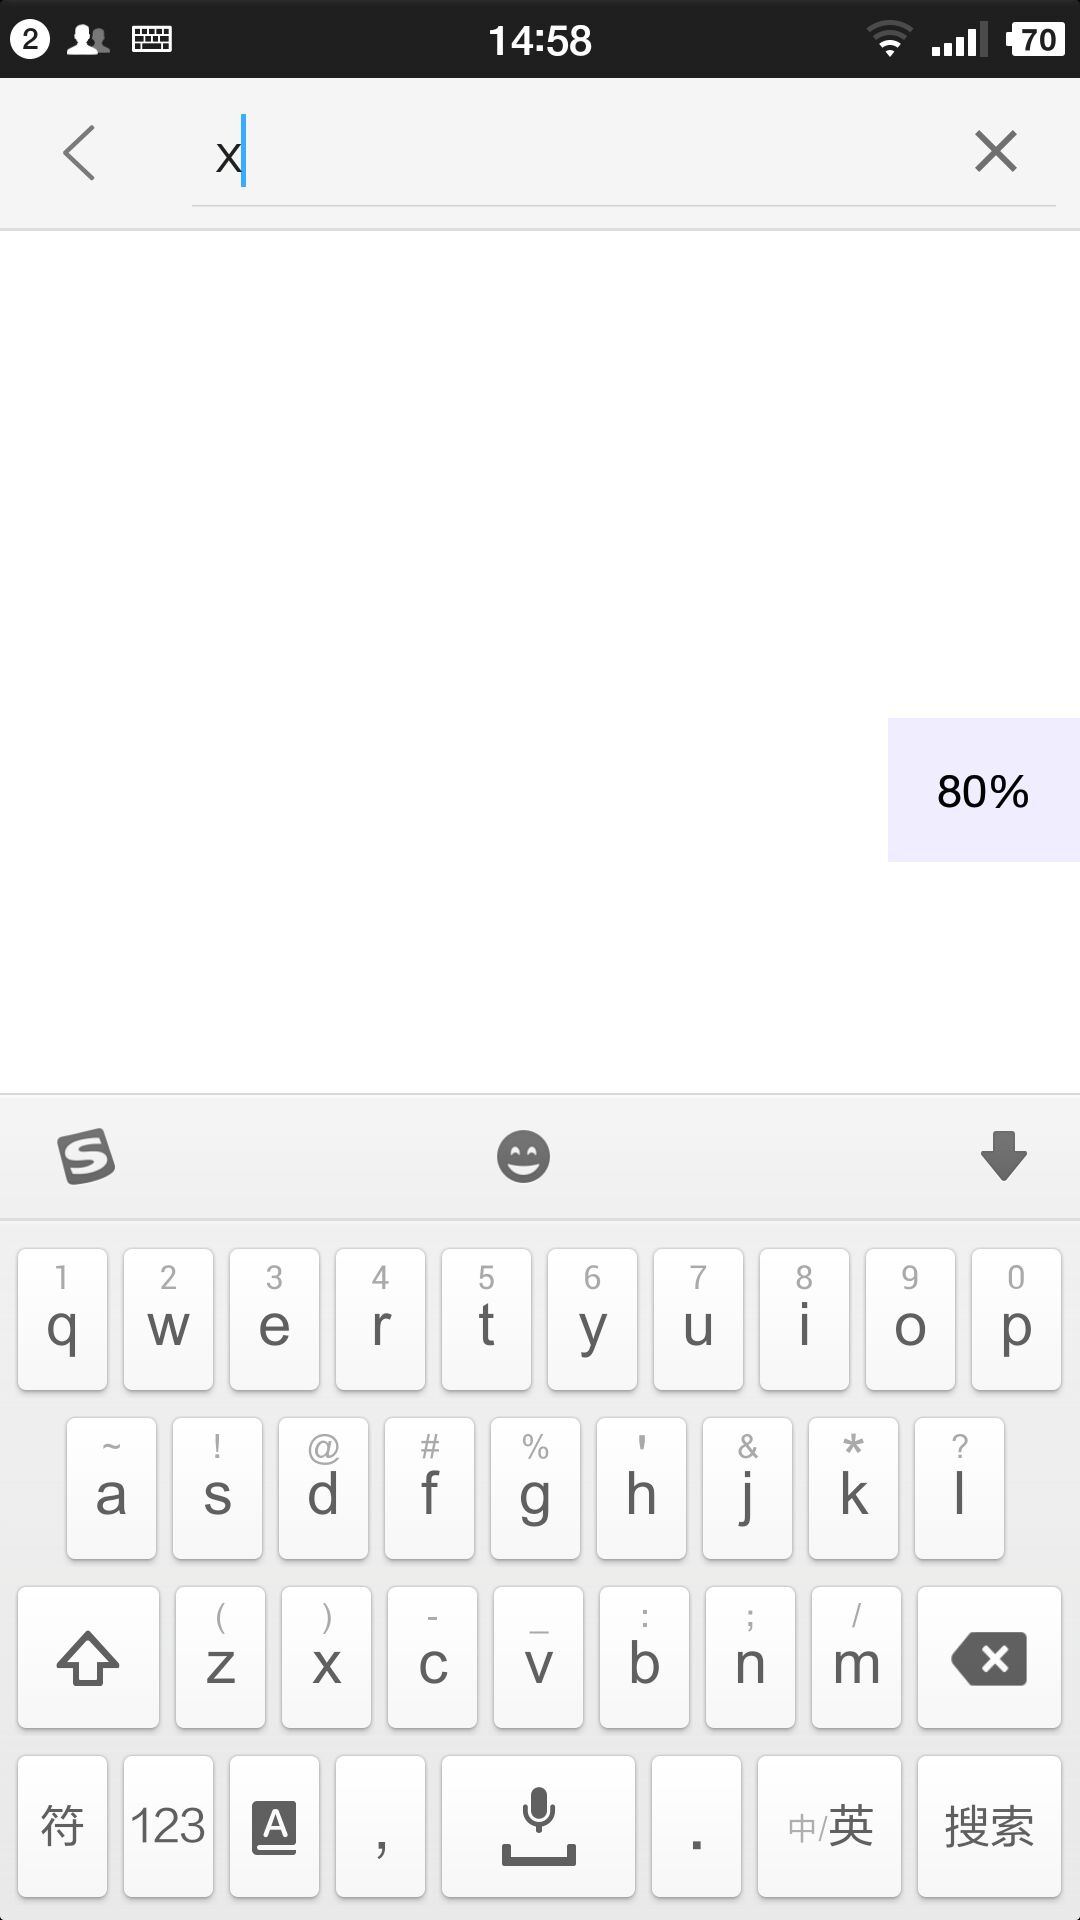 2 14:58 70
x
80%
1 2 3 4 5 6 7 8 9 0
q w e r t y u i o p
~ ! @ # % ' & * ?
a s d f g h j k l
( ) - _ : ; /
z x c v b n m
符 123 A , . 中/英 搜索